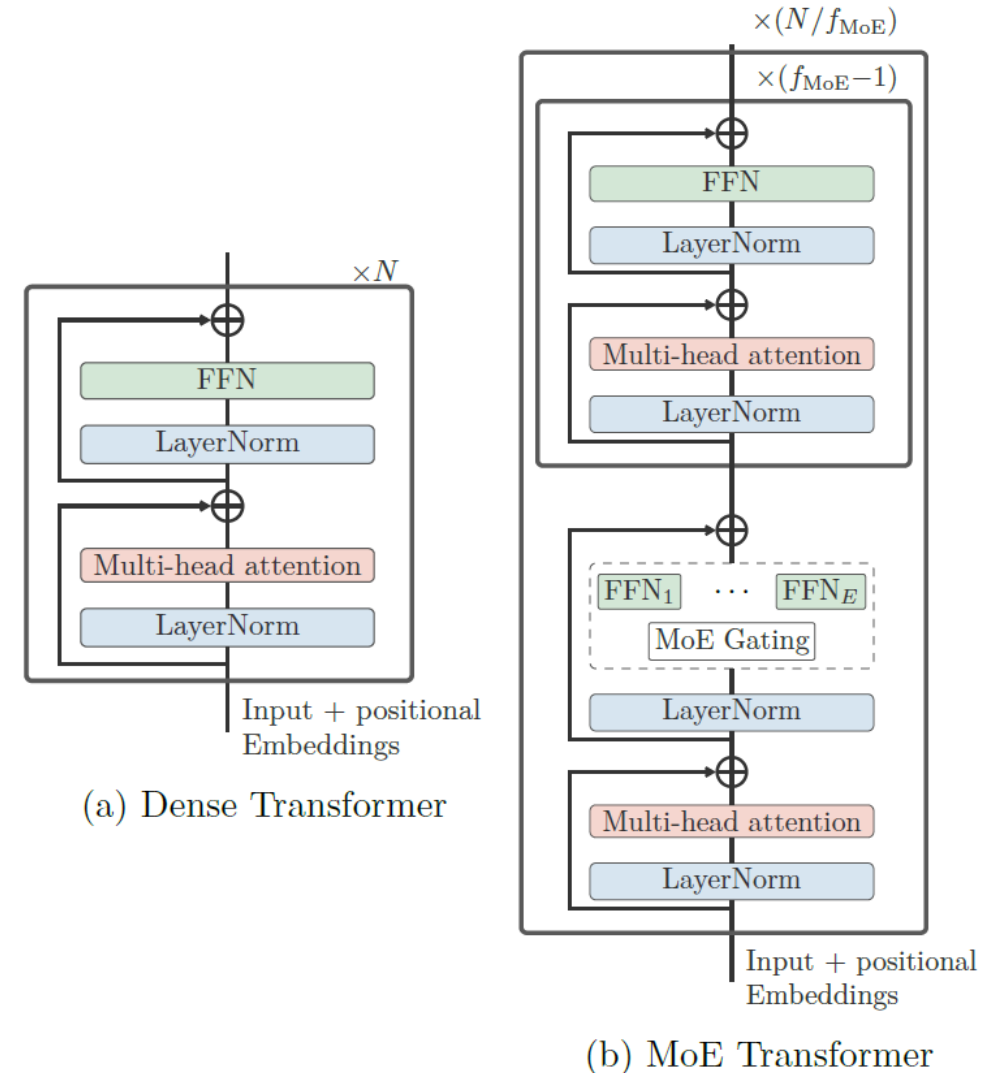 ×N
FFN
LayerNorm
Multi-head attention
LayerNorm
Input + positional
Embeddings
(a) Dense Transformer
×(N/f_MoE)
×(f_MoE−1)
FFN
LayerNorm
Multi-head attention
LayerNorm
FFN₁ ··· FFN_E
MoE Gating
LayerNorm
Multi-head attention
LayerNorm
Input + positional
Embeddings
(b) MoE Transformer